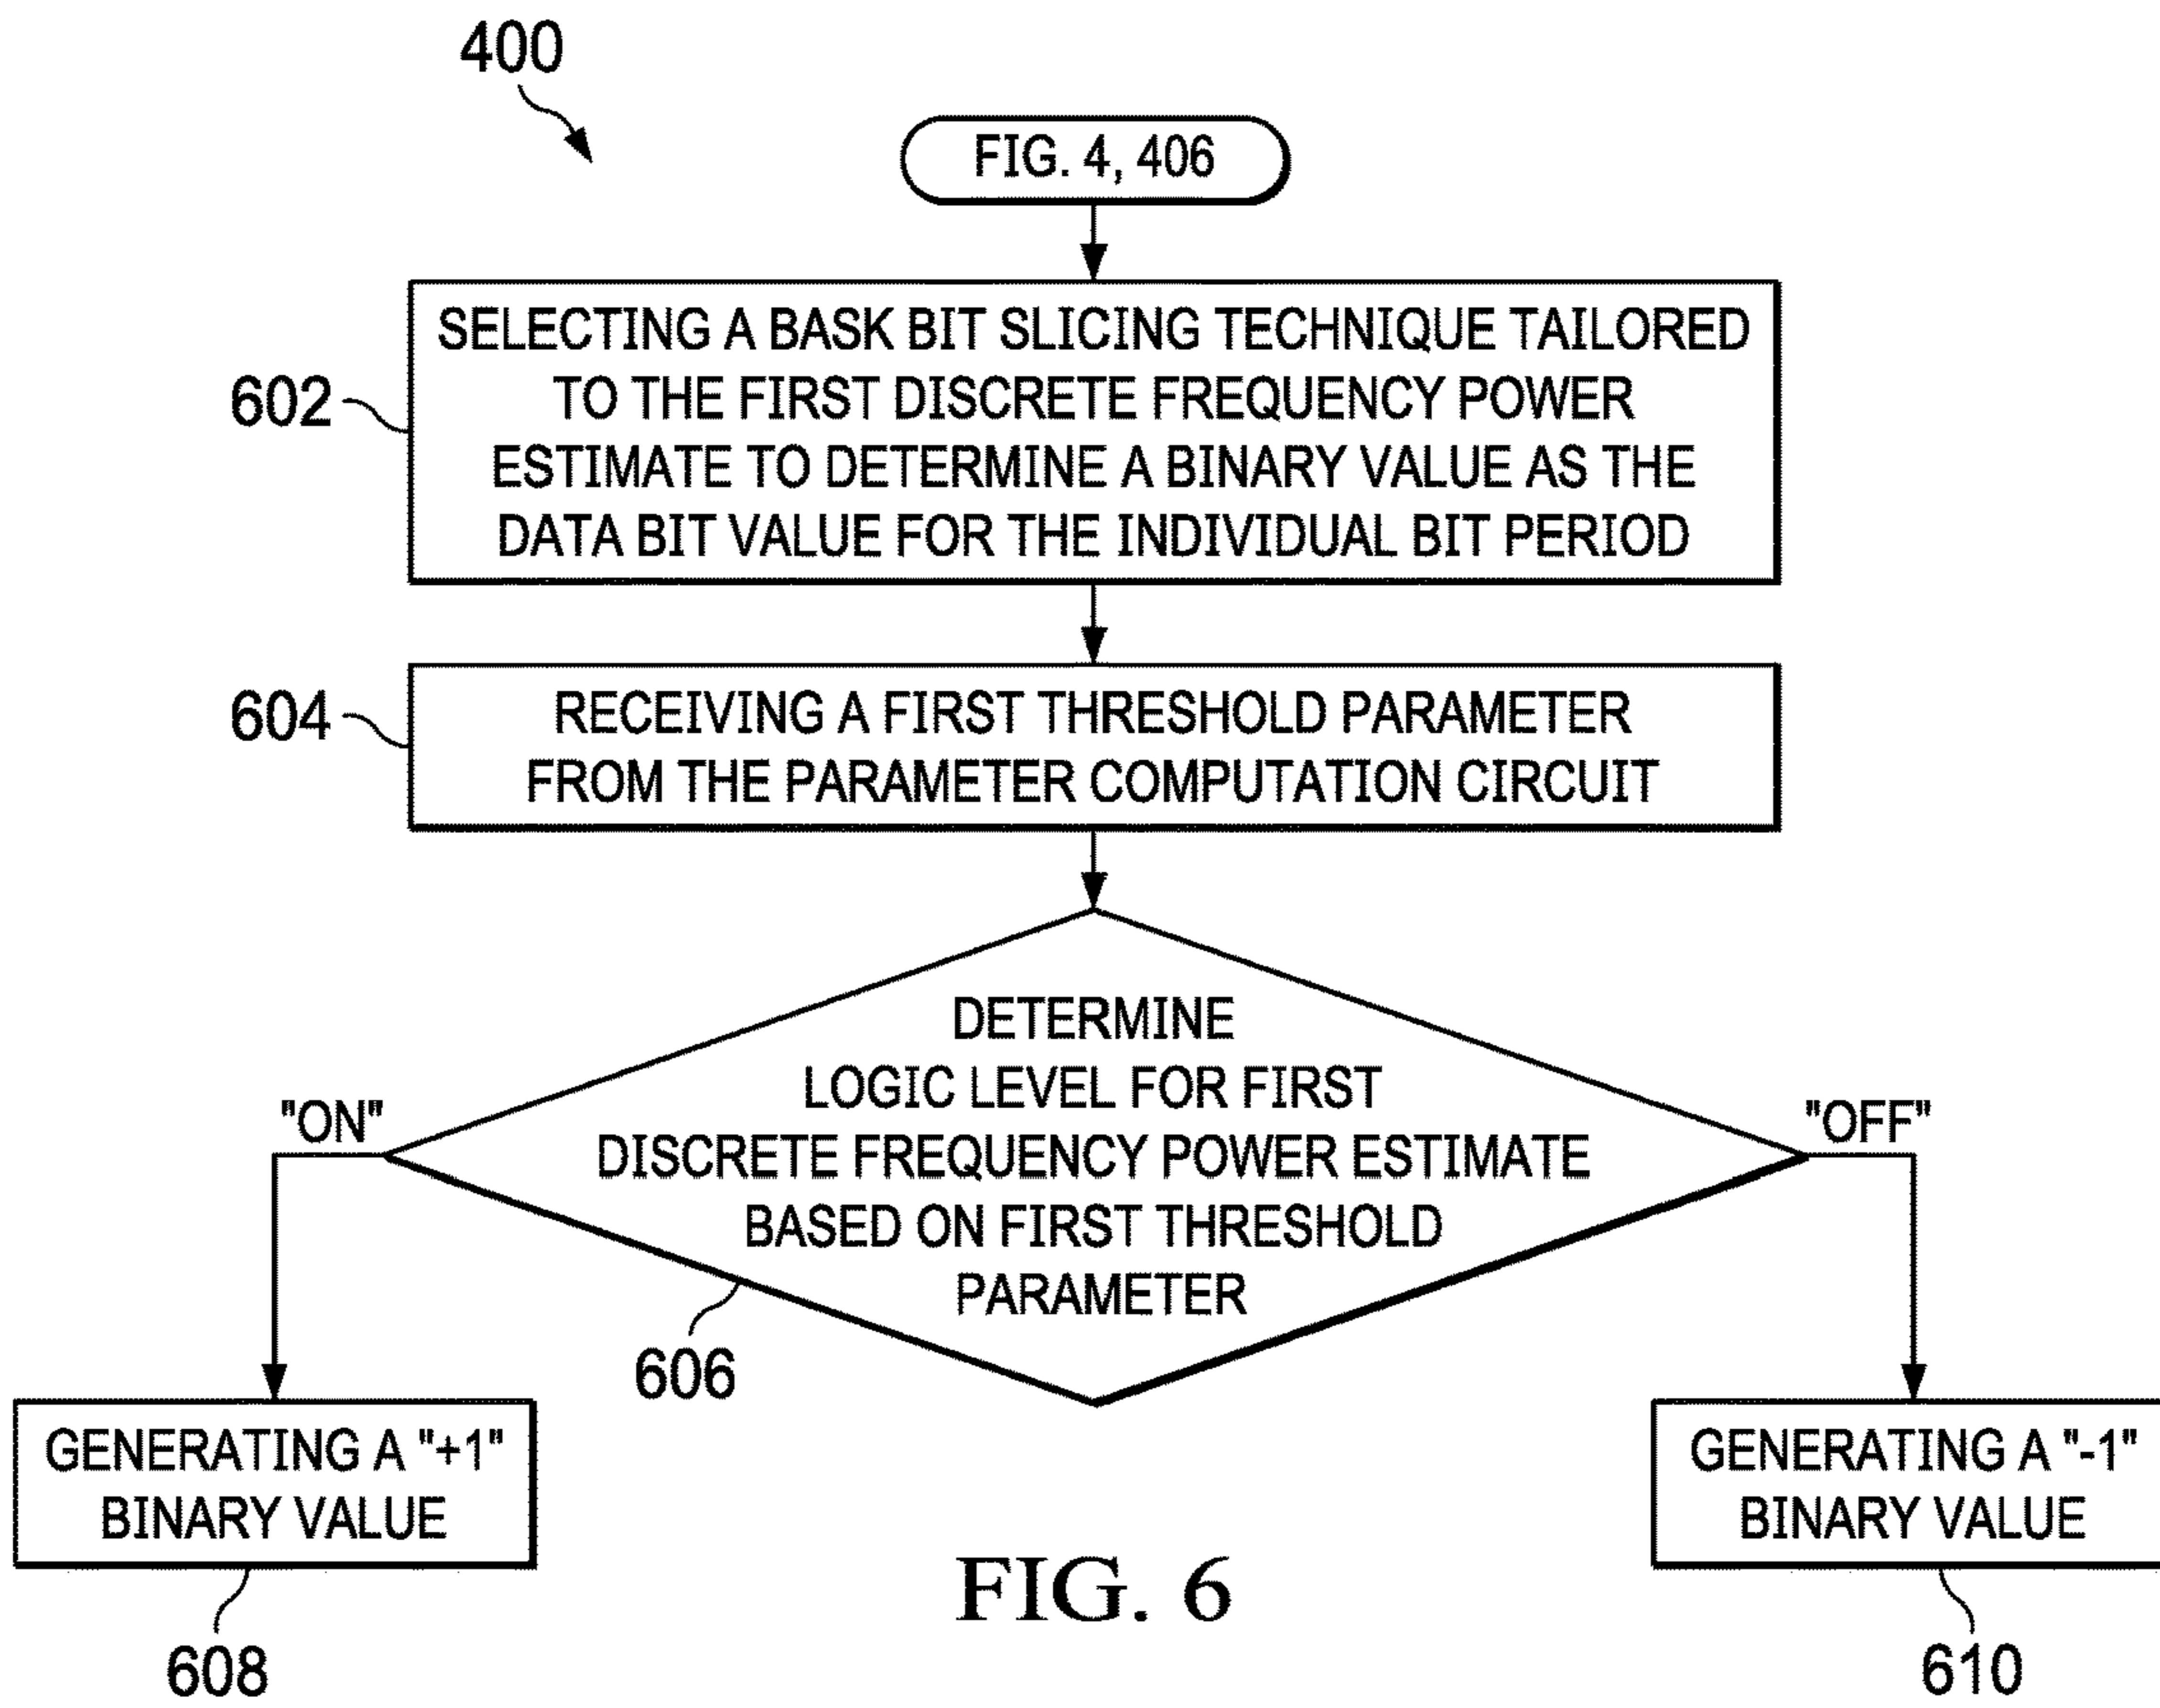 400
FIG. 4, 406
SELECTING A BASK BIT SLICING TECHNIQUE TAILORED
TO THE FIRST DISCRETE FREQUENCY POWER
ESTIMATE TO DETERMINE A BINARY VALUE AS THE
DATA BIT VALUE FOR THE INDIVIDUAL BIT PERIOD
602
RECEIVING A FIRST THRESHOLD PARAMETER
FROM THE PARAMETER COMPUTATION CIRCUIT
604
DETERMINE
LOGIC LEVEL FOR FIRST
DISCRETE FREQUENCY POWER ESTIMATE
BASED ON FIRST THRESHOLD
PARAMETER
606
"ON"
"OFF"
GENERATING A "+1"
BINARY VALUE
608
GENERATING A "-1"
BINARY VALUE
610
FIG. 6